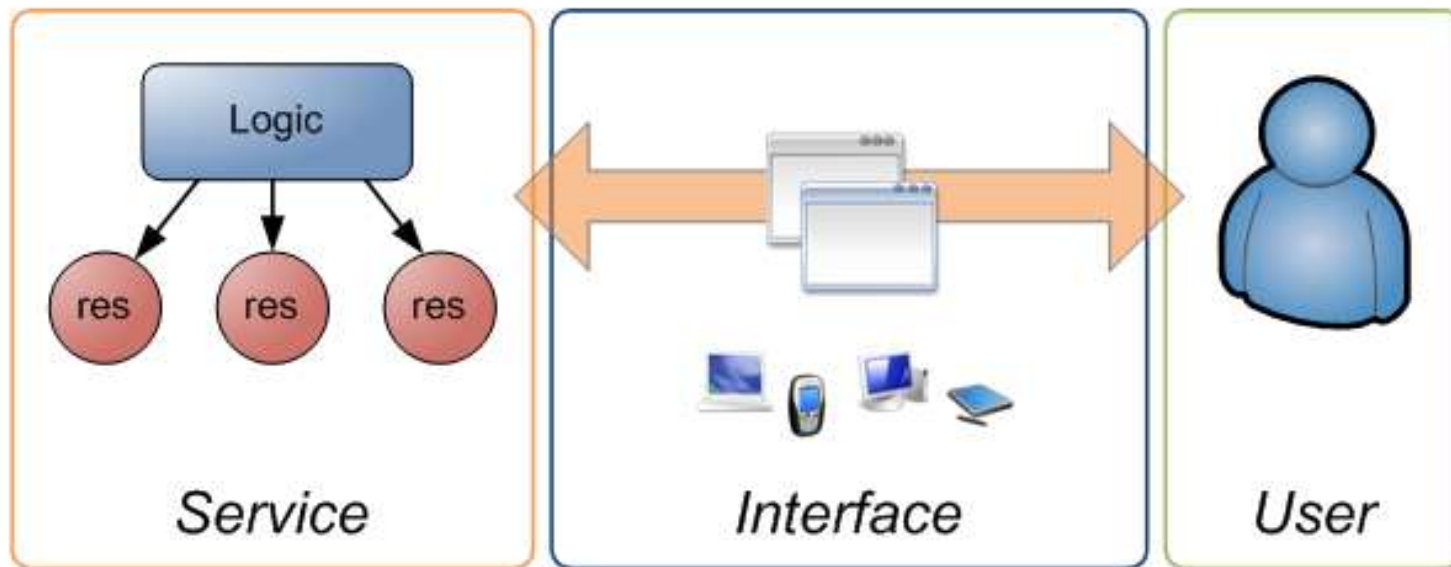 Logic
res
res
res
Service
Interface
User